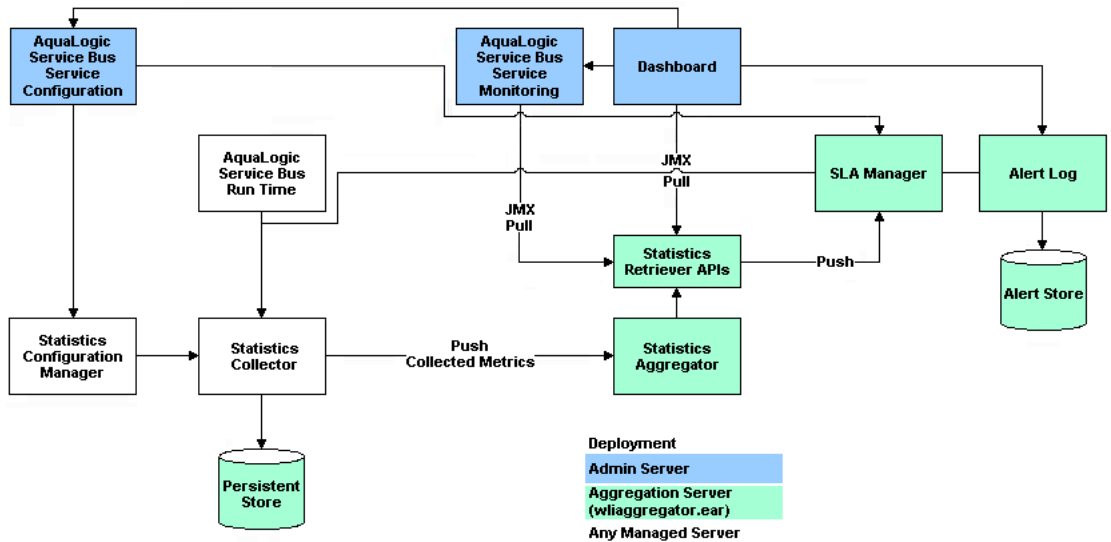 AquaLogic
Service Bus
Service
Configuration
AquaLogic
Service Bus
Service
Monitoring
Dashboard
AquaLogic
Service Bus
Run Time
JMX
Pull
SLA Manager
Alert Log
JMX
Pull
Statistics
Retriever APIs
Push
Alert Store
Statistics
Configuration
Manager
Statistics
Collector
Push
Collected Metrics
Statistics
Aggregator
Persistent
Store
Deployment
Admin Server
Aggregation Server
(wliaggregator.ear)
Any Managed Server